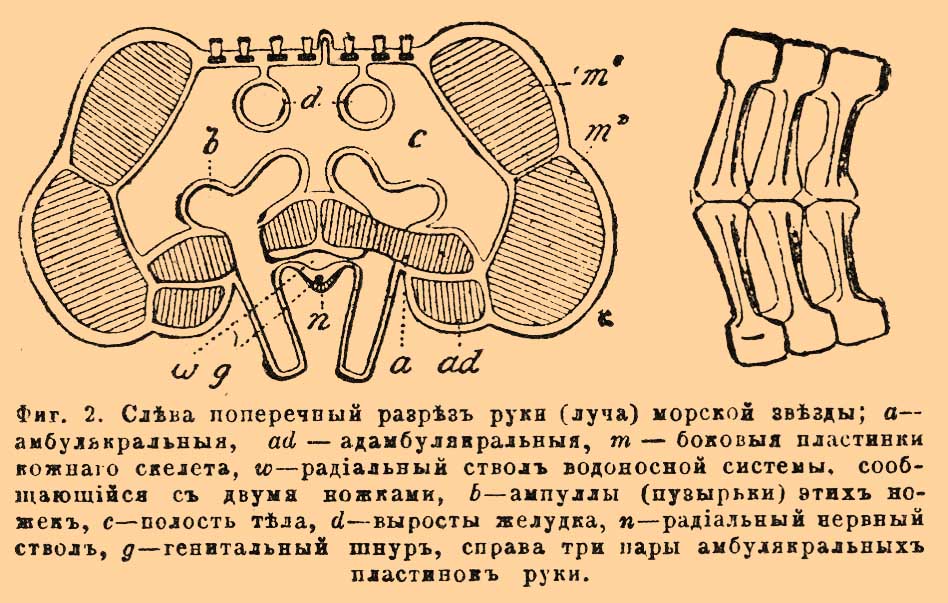 m"
m"
d
b
c
n
w g
a
ad
Фиг. 2. Слѣва поперечный разрѣзъ руки (луча) морской звѣзды; a—
амбулякральныя, ad — адамбулякральныя, m — боковыя пластинки
кожнаго скелета, w—радіальный стволъ водоносной системы. сооб-
щающійся съ двумя ножками, b—ампуллы (пузырьки) этихъ но-
жекъ, c—полость тѣла, d—выросты желудка, n—радіальный нервный
стволъ, g—генитальный шнуръ, справа три пары амбулякральныхъ
пластинокъ руки.